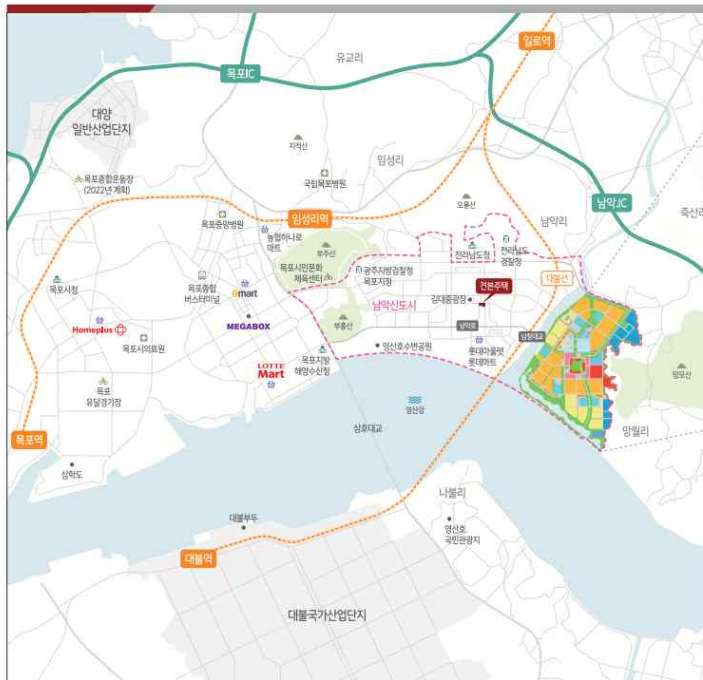 일로역
유교리
목포IC
대양
일반산업단지
지적산
임성리
국립목포병원
목포종합운동장
(2022년 계획)
오룡산
남악JC
죽산리
목포중앙병원
임성리역
남악리
농협하나로
마트
부주산
전라남도청
전라남도
경찰청
목포시민문화
체육센터
광주지방검찰청
목포지청
대불선
목포시청
목포종합
버스터미널
emart
남악신도시
김대중광장
견본주택
Homeplus
MEGABOX
부흥산
남악로
남창대교
목포시의료원
영산호수변공원
롯데아울렛
롯데마트
LOTTE
Mart
목포지방
해양수산청
목포
유달경기장
영산강
망월리
목포역
삼호대교
삼학도
나불리
대불부두
영산호
국민관광지
대불역
대불국가산업단지